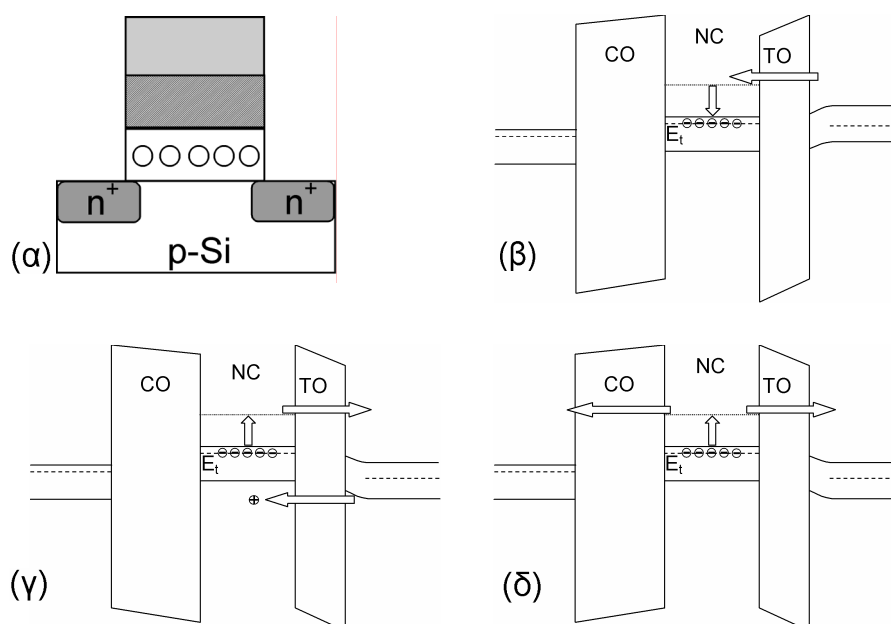 n+ n+
(α) p-Si
CO NC TO
Et
(β)
CO NC TO
Et
(γ)
CO NC TO
Et
(δ)